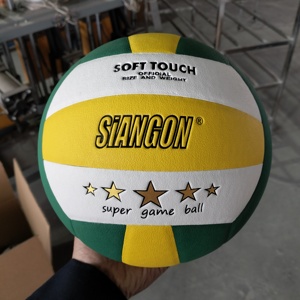 SOFT TOUCH
OFFICIAL
SIZE AND WEIGHT
SiANGON®
super game ball